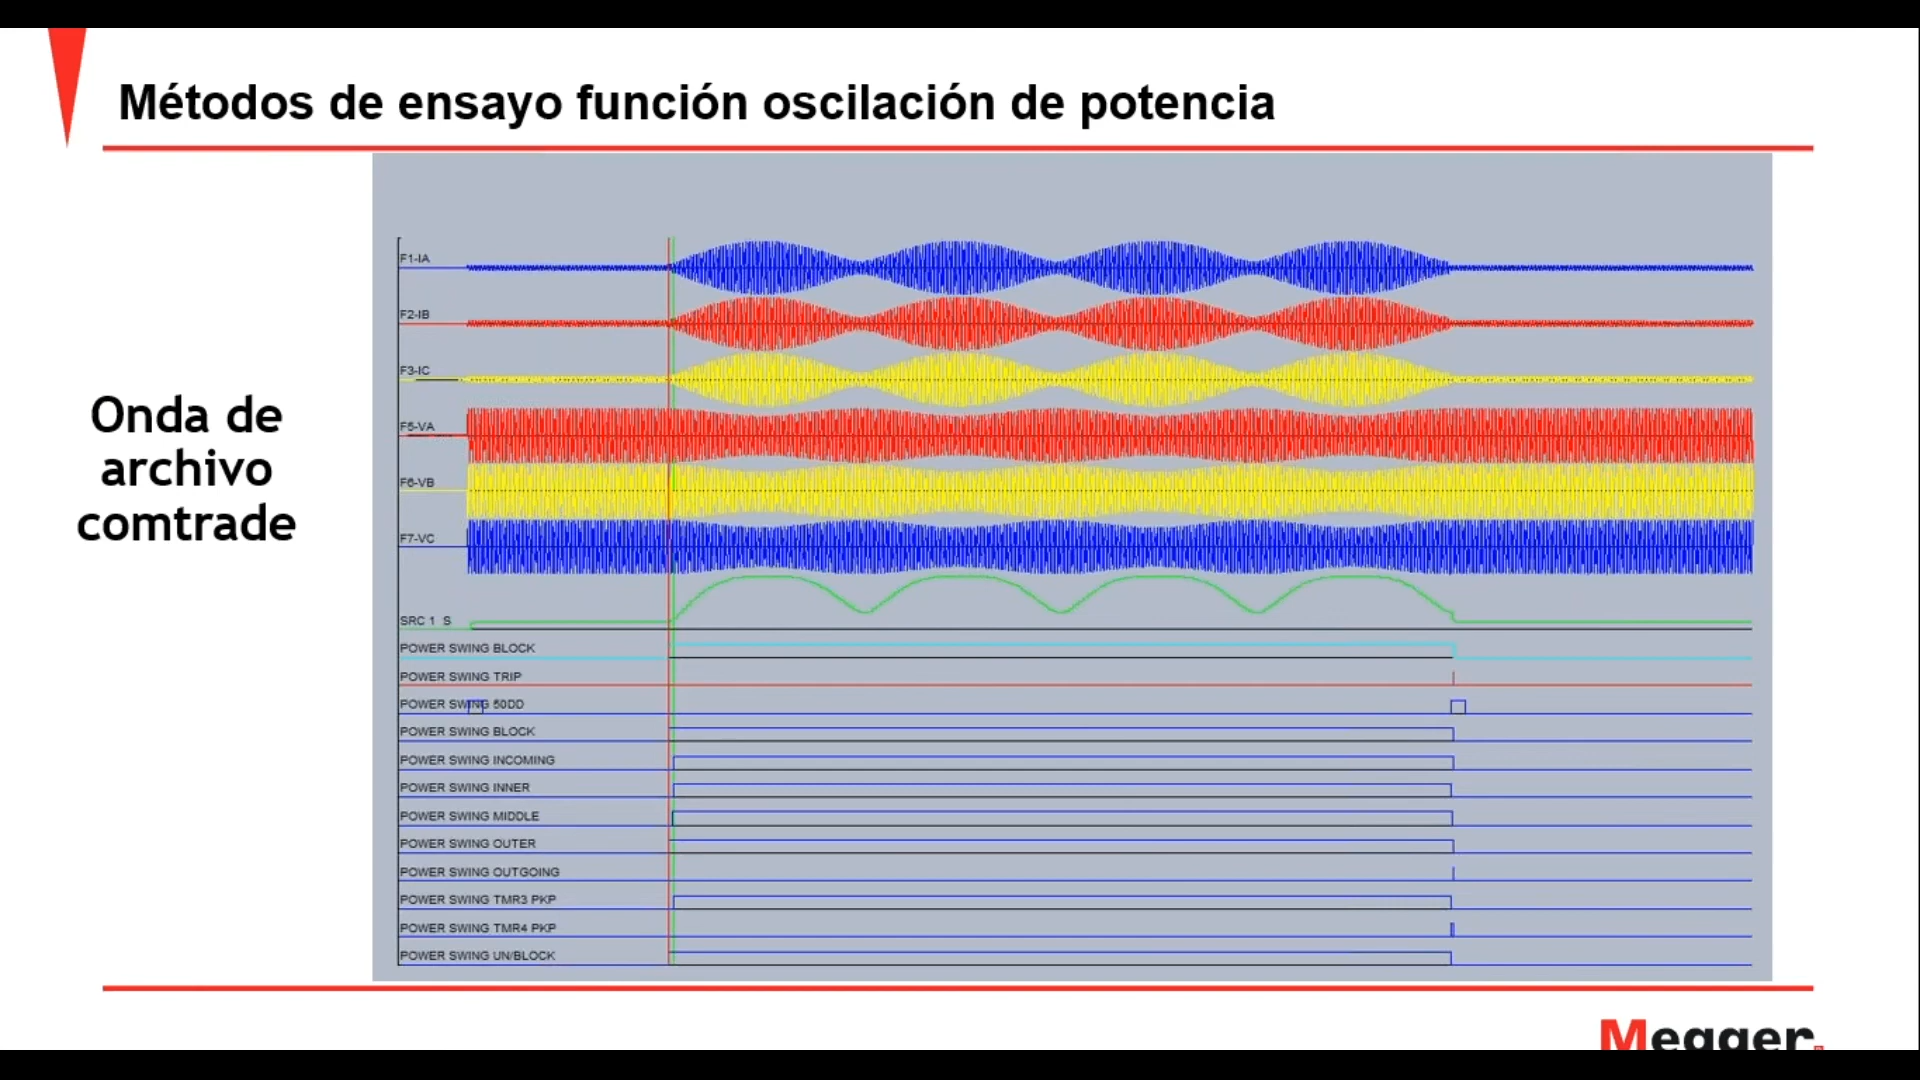 Métodos de ensayo función oscilación de potencia
Onda de
archivo
comtrade
F1-IA
F2-IB
F3-IC
F5-VA
F6-VB
F7-VC
SRC 1 S
POWER SWING BLOCK
POWER SWING TRIP
POWER SWING 50DD
POWER SWING BLOCK
POWER SWING INCOMING
POWER SWING INNER
POWER SWING MIDDLE
POWER SWING OUTER
POWER SWING OUTGOING
POWER SWING TMR3 PKP
POWER SWING TMR4 PKP
POWER SWING UN/BLOCK
Megger.